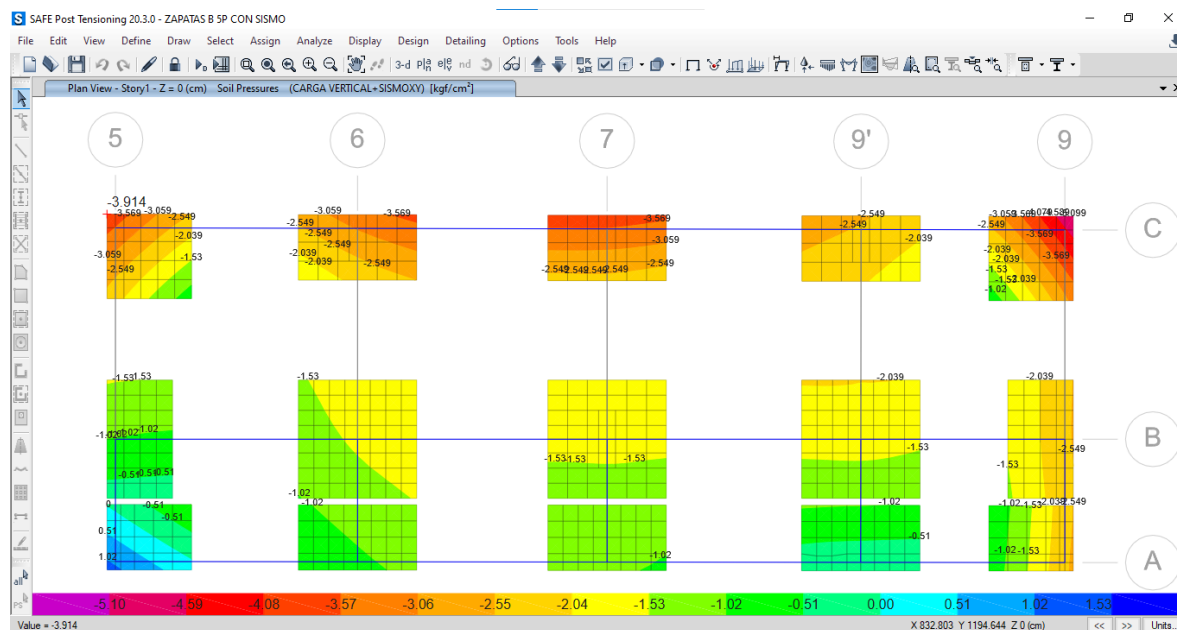 SAFE Post Tensioning 20.3.0 - ZAPATAS B 5P CON SISMO
File Edit View Define Draw Select Assign Analyze Display Design Detailing Options Tools Help
3-d nd
Plan View - Story1 - Z = 0 (cm) Soil Pressures (CARGA VERTICAL+SISMOXY) [kgf/cm²]
5 6 7 9' 9
-3.914
-3.569 -3.059 -2.549
-2.039
-1.53
-3.059
-2.549
-3.059
-2.549 -3.569
-2.549
-2.549
-2.039
-2.039 -2.549
-3.569
-3.059
-2.549 -2.549 -2.549 -2.549 -2.549
-2.549
-2.549
-2.039
-3.059
-2.549
-3.569
-2.039
-2.039
-3.569
-1.53
-1.53 -2.039
-1.02
C
-1.53 -1.53
-1.02 -1.02
-0.51 -0.51 -0.51
-1.53
-1.02
-1.53 -1.53 -1.53
-2.039
-1.53
-2.039
-2.549
-1.53
B
0 -0.51
-0.51
0.51
1.02
-1.02
-1.02
-1.02
-0.51
-1.02 -1.53 -2.039 -2.549
-1.02 -1.53
A
-5.10 -4.59 -4.08 -3.57 -3.06 -2.55 -2.04 -1.53 -1.02 -0.51 0.00 0.51 1.02 1.53
all
PS
Value = -3.914
X 832.803 Y 1194.644 Z 0 (cm) << >> Units...